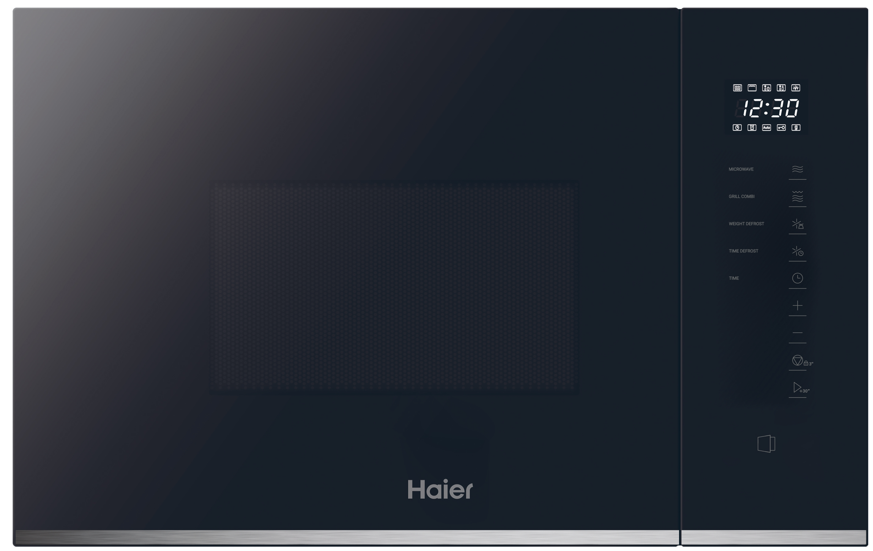 12:30
MICROWAVE
GRILL COMBI
WEIGHT DEFROST
TIME DEFROST
TIME
Haier